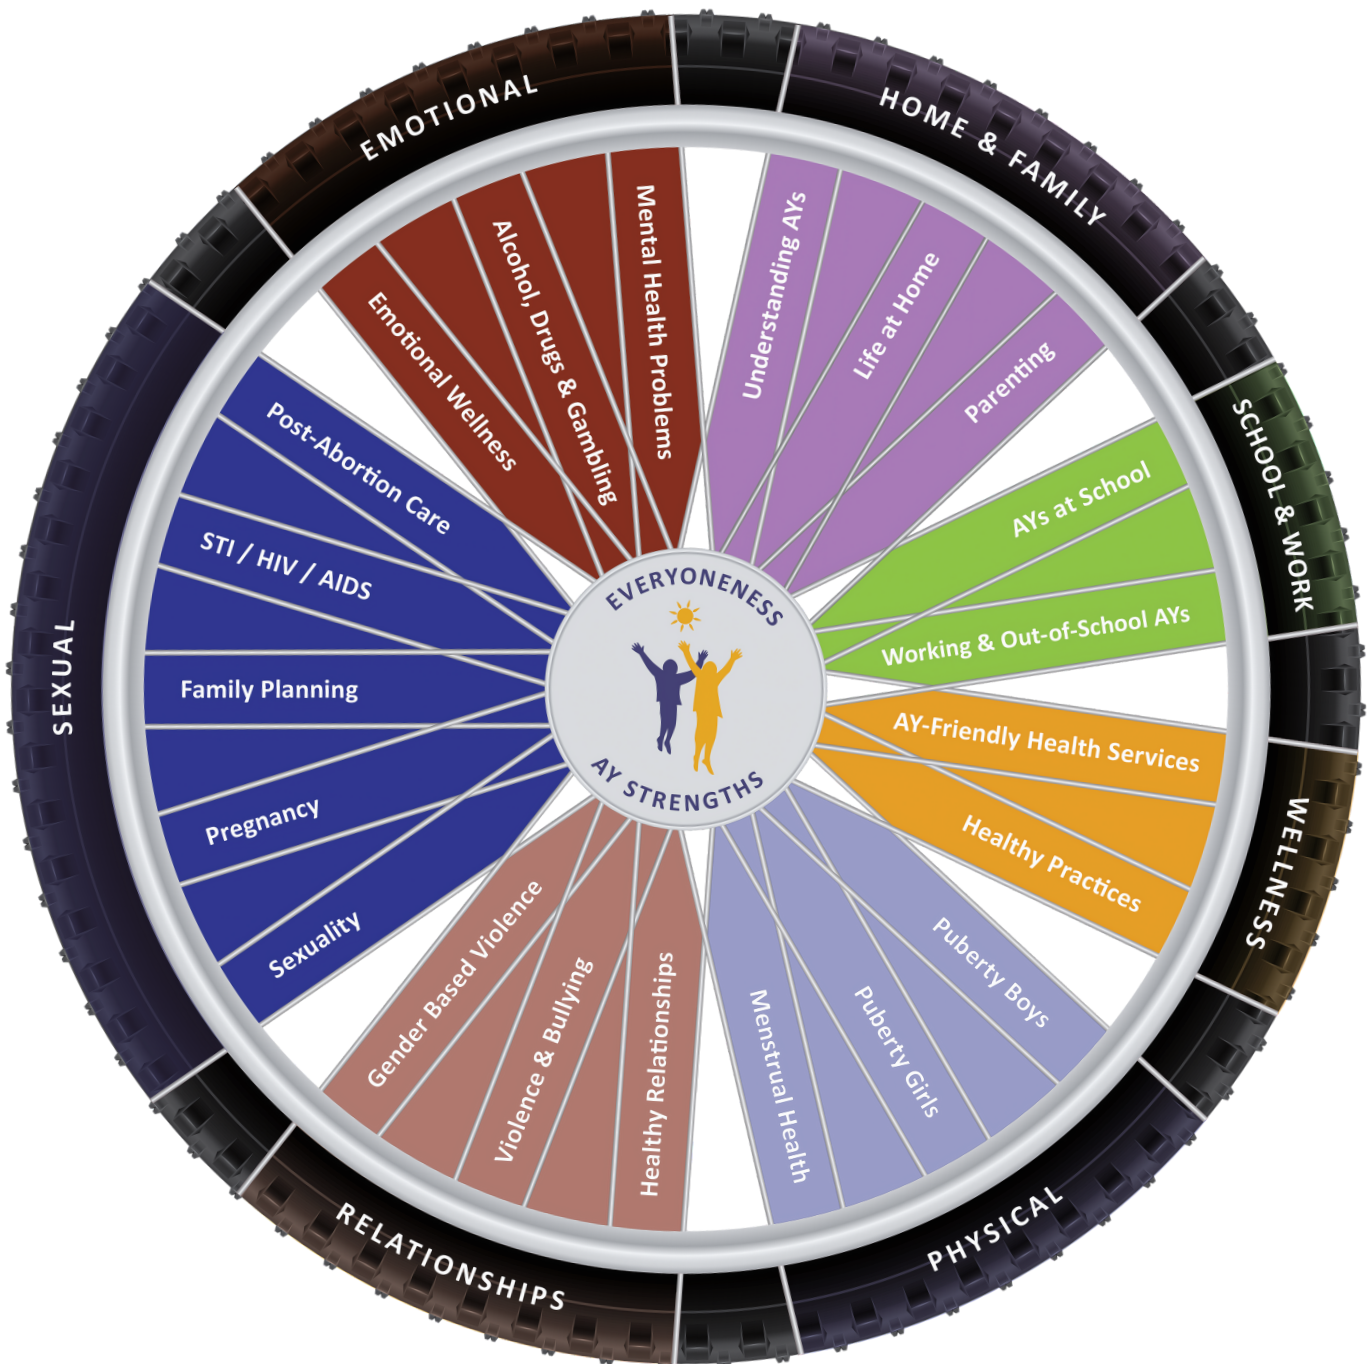 EMOTIONAL
HOME & FAMILY
SCHOOL & WORK
WELLNESS
PHYSICAL
RELATIONSHIPS
SEXUAL
Emotional Wellness
Alcohol, Drugs & Gambling
Mental Health Problems
Understanding AYs
Life at Home
Parenting
AYs at School
Working & Out-of-School AYs
AY-Friendly Health Services
Healthy Practices
Puberty Boys
Puberty Girls
Menstrual Health
Healthy Relationships
Violence & Bullying
Gender Based Violence
Sexuality
Pregnancy
Family Planning
STI / HIV / AIDS
Post-Abortion Care
EVERYONENESS
AY STRENGTHS